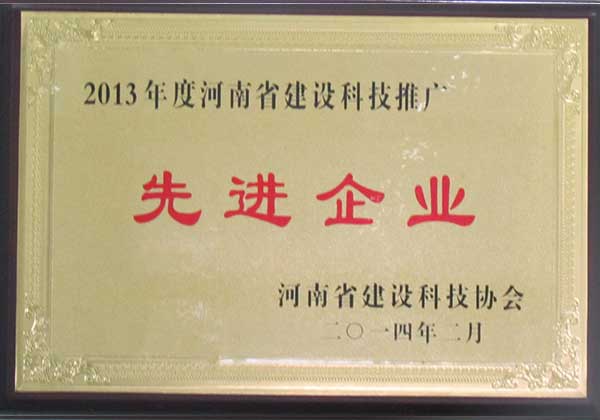 2013年度河南省建设科技推广
先进企业
河南省建设科技协会
二〇一四年二月